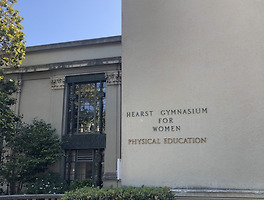 HEARST GYMNASIUM
FOR
WOMEN
PHYSICAL EDUCATION